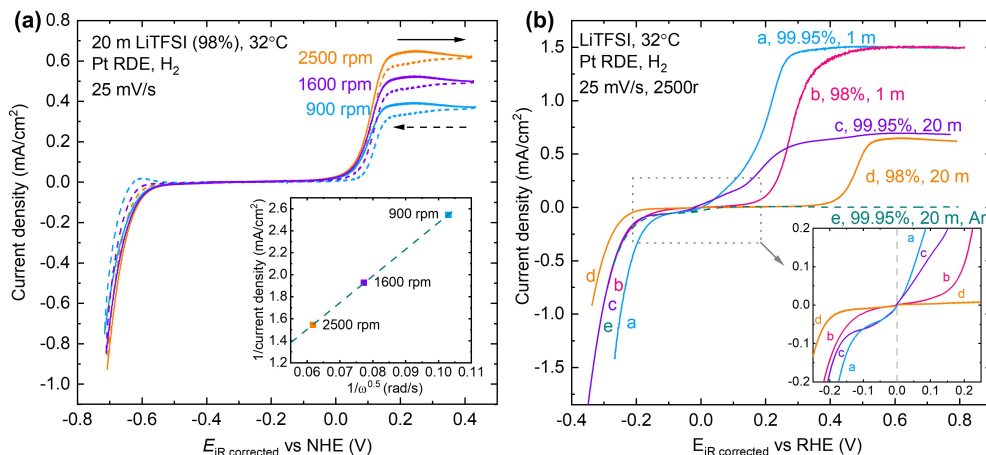 (a)
20 m LiTFSI (98%), 32°C
Pt RDE, H₂
25 mV/s
2500 rpm
1600 rpm
900 rpm
Current density (mA/cm²)
0.8
0.6
0.4
0.2
0.0
-0.2
-0.4
-0.6
-0.8
-1.0
-0.8 -0.6 -0.4 -0.2 0.0 0.2 0.4 0.6
E iR corrected vs NHE (V)
1/current density (mA/cm²)
2.6
2.4
2.2
2.0
1.8
1.6
1.4
900 rpm
1600 rpm
2500 rpm
0.06 0.07 0.08 0.09 0.10 0.11
1/ω⁰·⁵ (rad/s)
(b)
LiTFSI, 32°C
Pt RDE, H₂
25 mV/s, 2500r
a, 99.95%, 1 m
b, 98%, 1 m
c, 99.95%, 20 m
d, 98%, 20 m
e, 99.95%, 20 m, Ar
Current density (mA/cm²)
1.5
1.0
0.5
0.0
-0.5
-1.0
-1.5
d
b
c
e
a
-0.4 -0.2 0.0 0.2 0.4 0.6 0.8
E iR corrected vs RHE (V)
0.2
0.1
0.0
-0.1
-0.2
a
c
b
d
d
b
c
a
-0.2 -0.1 0.0 0.1 0.2